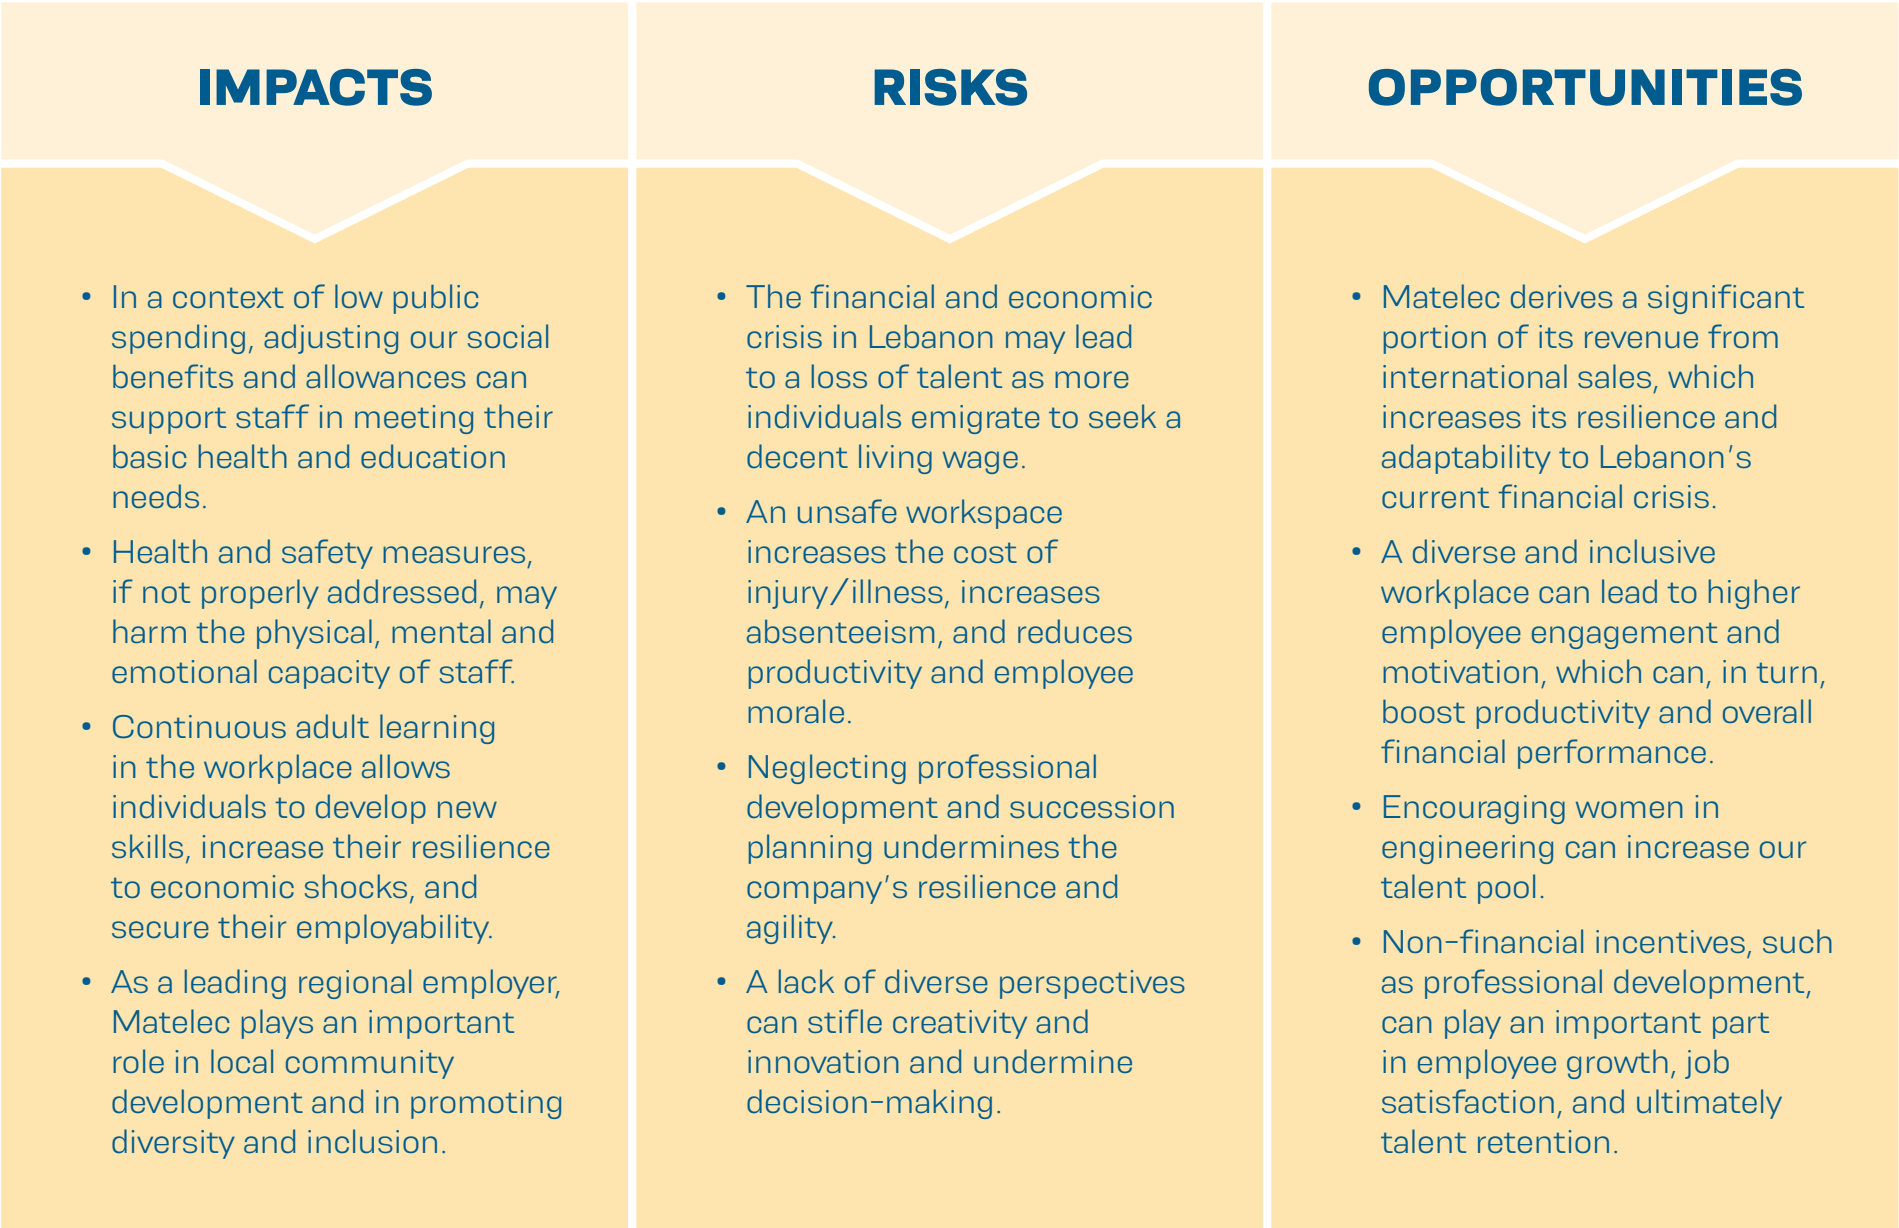 IMPACTS
• In a context of low public
spending, adjusting our social
benefits and allowances can
support staff in meeting their
basic health and education
needs.
• Health and safety measures,
if not properly addressed, may
harm the physical, mental and
emotional capacity of staff.
• Continuous adult learning
in the workplace allows
individuals to develop new
skills, increase their resilience
to economic shocks, and
secure their employability.
• As a leading regional employer,
Matelec plays an important
role in local community
development and in promoting
diversity and inclusion.
RISKS
• The financial and economic
crisis in Lebanon may lead
to a loss of talent as more
individuals emigrate to seek a
decent living wage.
• An unsafe workspace
increases the cost of
injury/illness, increases
absenteeism, and reduces
productivity and employee
morale.
• Neglecting professional
development and succession
planning undermines the
company's resilience and
agility.
• A lack of diverse perspectives
can stifle creativity and
innovation and undermine
decision-making.
OPPORTUNITIES
• Matelec derives a significant
portion of its revenue from
international sales, which
increases its resilience and
adaptability to Lebanon's
current financial crisis.
• A diverse and inclusive
workplace can lead to higher
employee engagement and
motivation, which can, in turn,
boost productivity and overall
financial performance.
• Encouraging women in
engineering can increase our
talent pool.
• Non-financial incentives, such
as professional development,
can play an important part
in employee growth, job
satisfaction, and ultimately
talent retention.